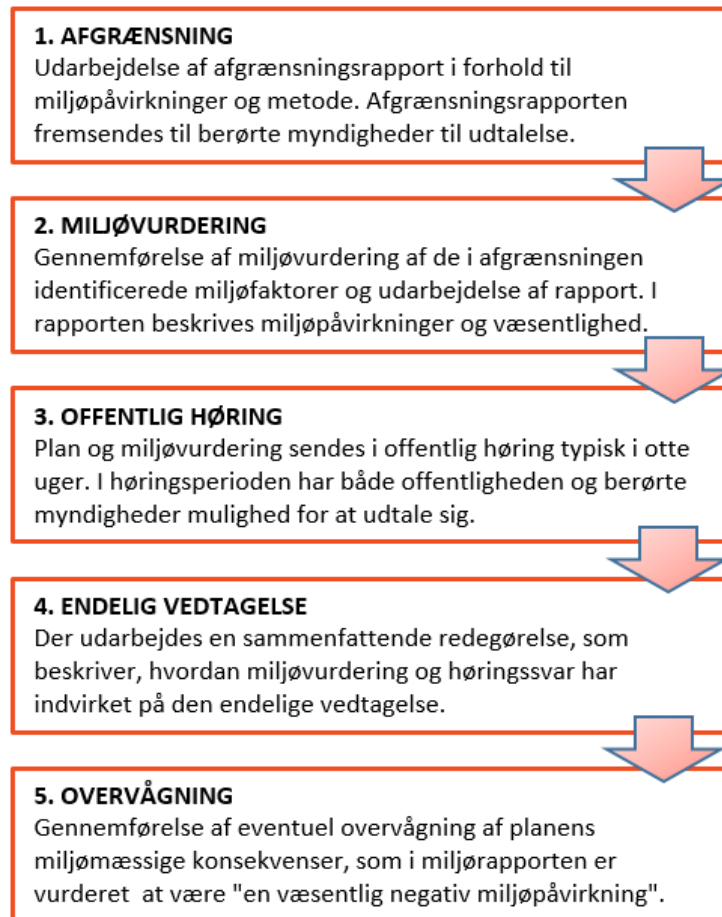 1. AFGRÆNSNING
Udarbejdelse af afgrænsningsrapport i forhold til
miljøpåvirkninger og metode. Afgrænsningsrapporten
fremsendes til berørte myndigheder til udtalelse.
2. MILJØVURDERING
Gennemførelse af miljøvurdering af de i afgrænsningen
identificerede miljøfaktorer og udarbejdelse af rapport. I
rapporten beskrives miljøpåvirkninger og væsentlighed.
3. OFFENTLIG HØRING
Plan og miljøvurdering sendes i offentlig høring typisk i otte
uger. I høringsperioden har både offentligheden og berørte
myndigheder mulighed for at udtale sig.
4. ENDELIG VEDTAGELSE
Der udarbejdes en sammenfattende redegørelse, som
beskriver, hvordan miljøvurdering og høringssvar har
indvirket på den endelige vedtagelse.
5. OVERVÅGNING
Gennemførelse af eventuel overvågning af planens
miljømæssige konsekvenser, som i miljørapporten er
vurderet at være "en væsentlig negativ miljøpåvirkning".